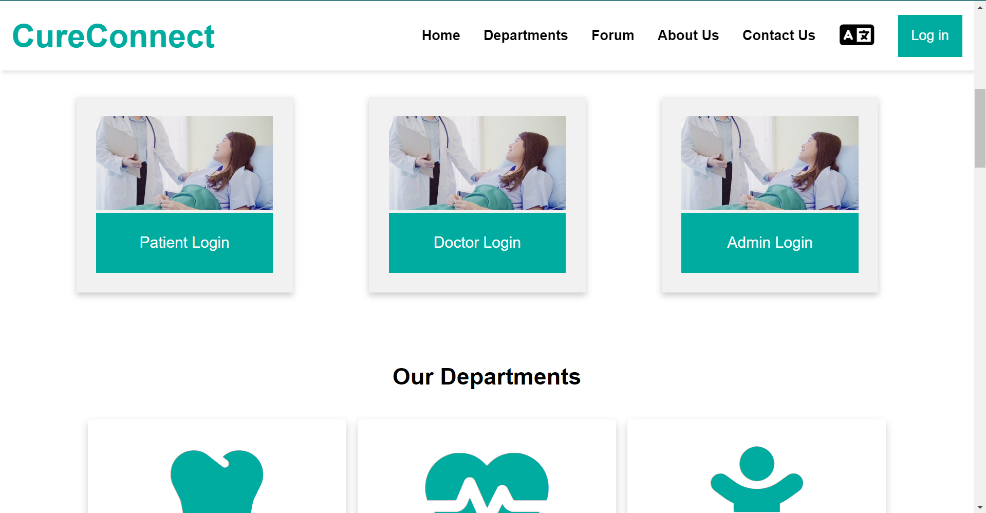 CureConnect
Home Departments Forum About Us Contact Us Log in
Patient Login Doctor Login Admin Login
Our Departments